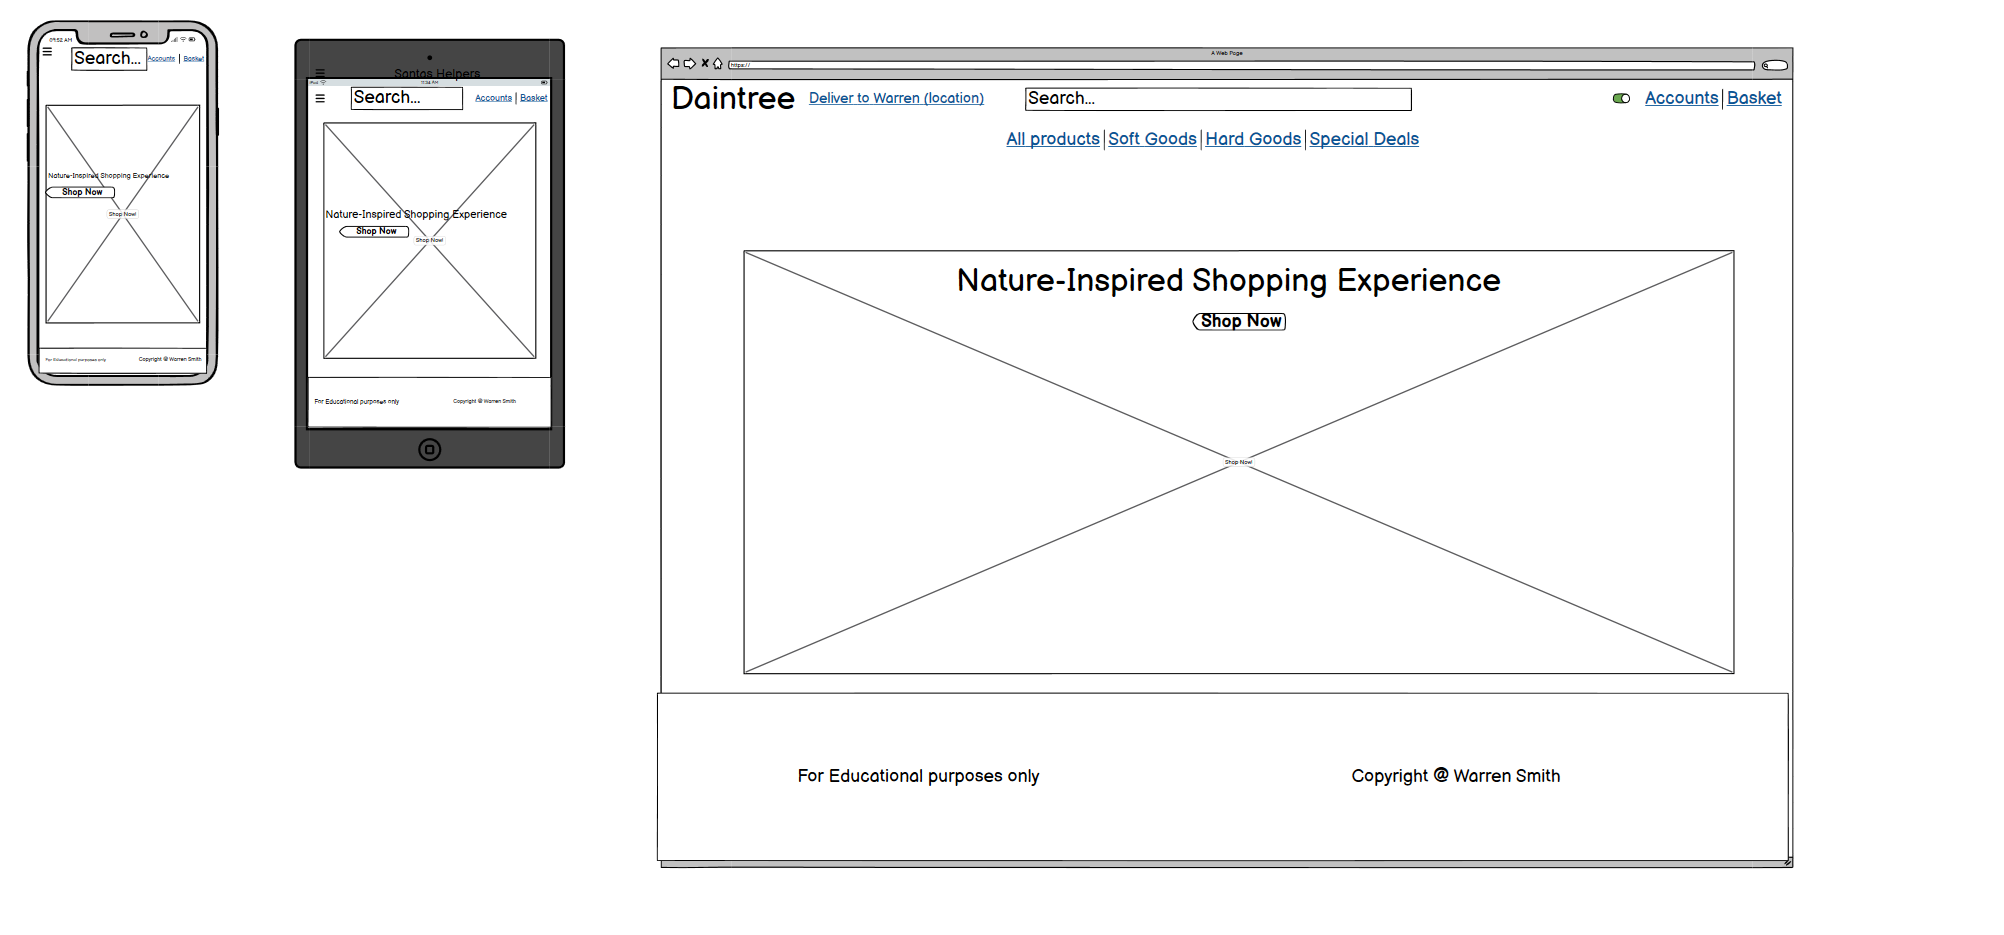 09:52 AM
Search...
Accounts
Basket
Nature-Inspired Shopping Experience
Shop Now
Shop Now!
For Educational purposes only
Copyright @ Warren Smith
Santas Helpers
iPad
11:34 AM
Search...
Accounts
Basket
Nature-Inspired Shopping Experience
Shop Now
Shop Now!
For Educational purposes only
Copyright @ Warren Smith
A Web Page
https://
Daintree
Deliver to Warren (location)
Search...
Accounts
Basket
All products
Soft Goods
Hard Goods
Special Deals
Nature-Inspired Shopping Experience
Shop Now
Shop Now!
For Educational purposes only
Copyright @ Warren Smith